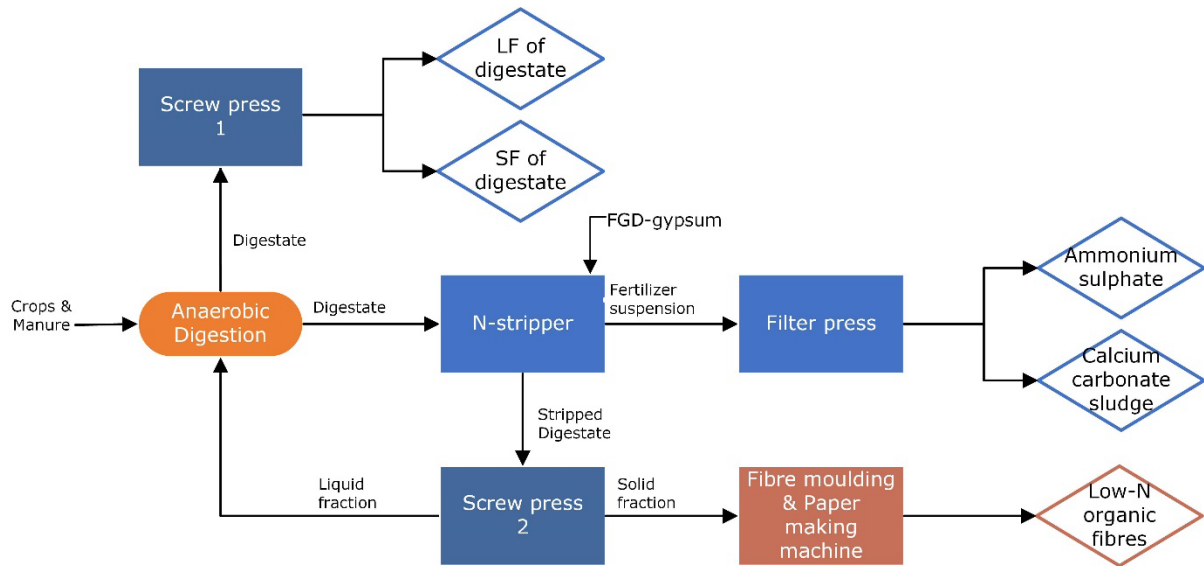 LF of
digestate
Screw press
1
SF of
digestate
Digestate
FGD-gypsum
Crops &
Manure
Anaerobic
Digestion
Digestate
N-stripper
Fertilizer
suspension
Filter press
Ammonium
sulphate
Calcium
carbonate
sludge
Stripped
Digestate
Liquid
fraction
Screw press
2
Solid
fraction
Fibre moulding
& Paper
making
machine
Low-N
organic
fibres